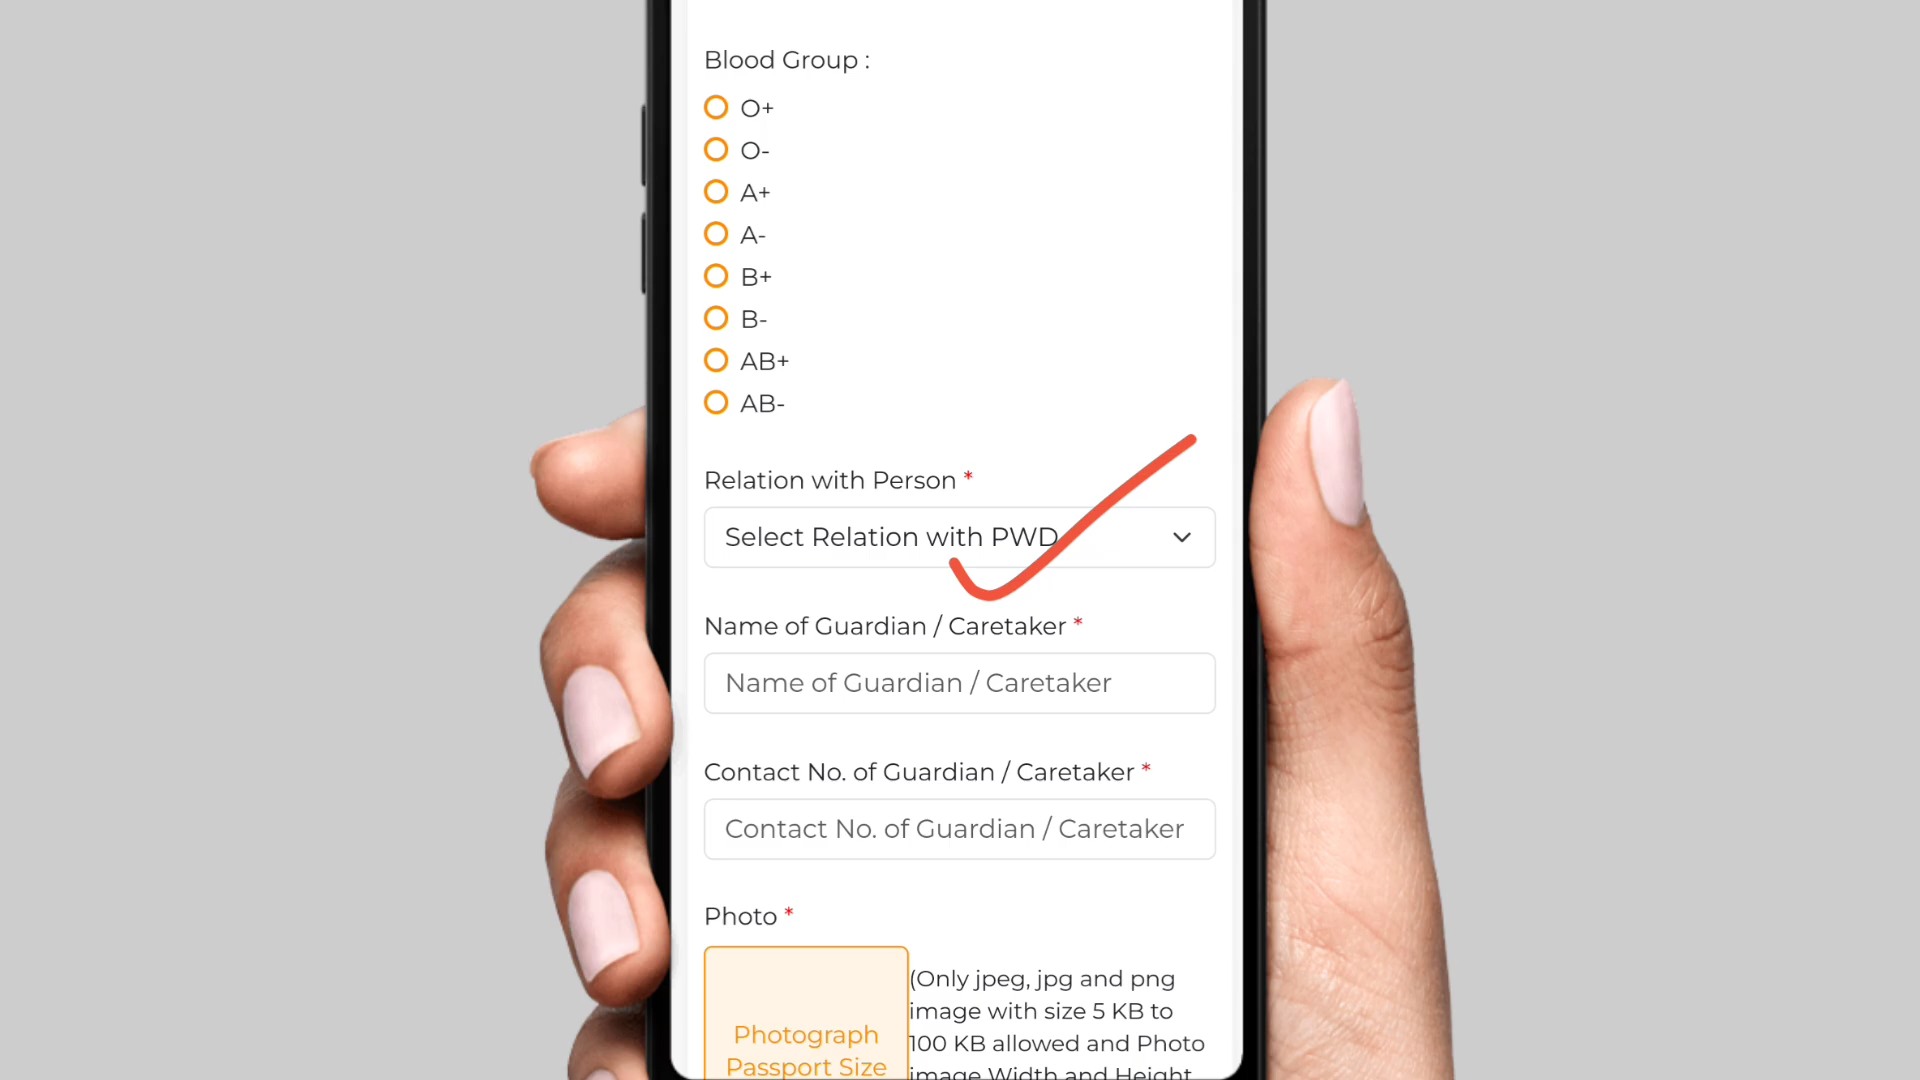 Blood Group :
O+
O-
A+
A-
B+
B-
AB+
AB-
Relation with Person *
Select Relation with PWD
Name of Guardian / Caretaker *
Name of Guardian / Caretaker
Contact No. of Guardian / Caretaker *
Contact No. of Guardian / Caretaker
Photo *
Photograph
Passport Size
(Only jpeg, jpg and png
image with size 5 KB to
100 KB allowed and Photo
image Width and Height